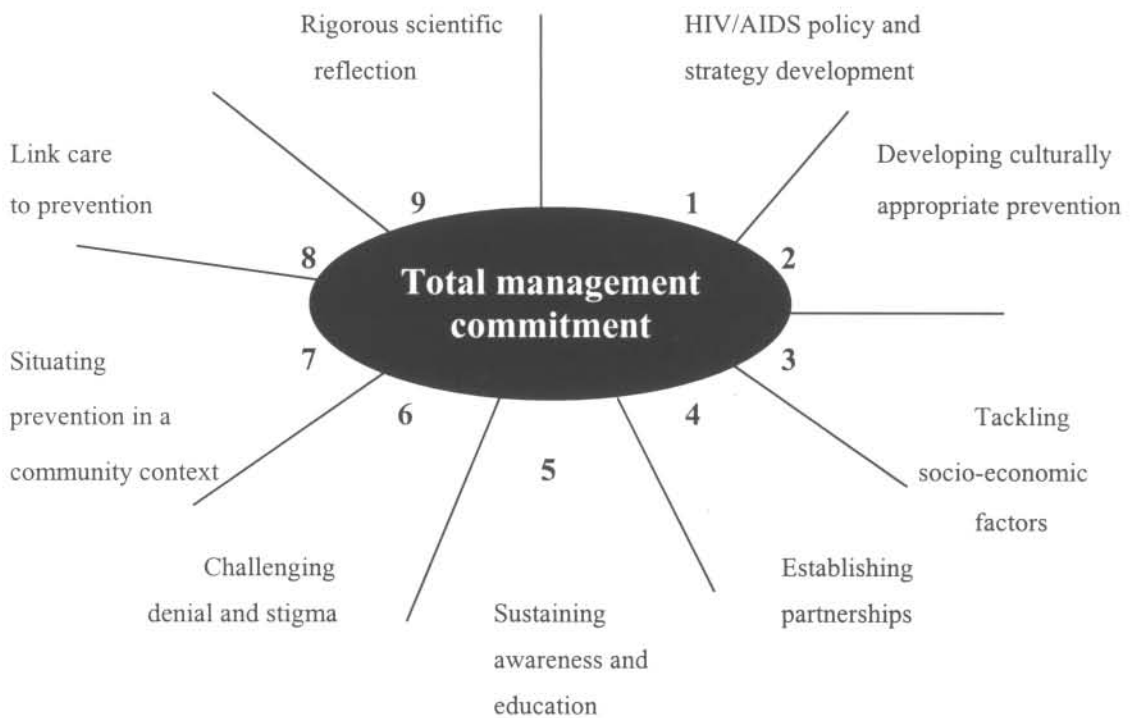 Rigorous scientific
reflection
HIV/AIDS policy and
strategy development
Link care
to prevention
Developing culturally
appropriate prevention
9
1
8
2
Total management
commitment
7
3
6
4
5
Situating
prevention in a
community context
Tackling
socio-economic
factors
Challenging
denial and stigma
Establishing
partnerships
Sustaining
awareness and
education